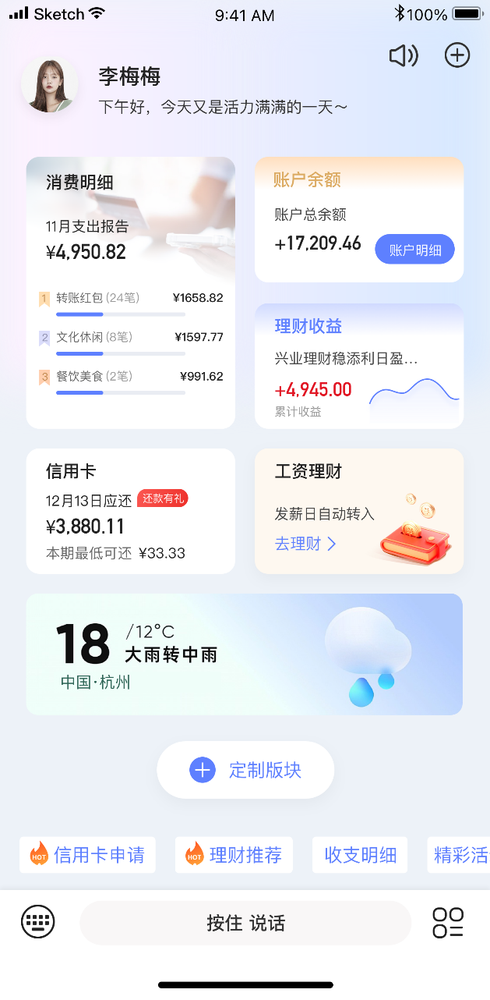 Sketch 9:41 AM 100%
李梅梅
下午好，今天又是活力满满的一天～
消费明细
11月支出报告
¥4,950.82
1 转账红包 (24笔) ¥1658.82
2 文化休闲 (8笔) ¥1597.77
3 餐饮美食 (2笔) ¥991.62
账户余额
账户总余额
+17,209.46 账户明细
理财收益
兴业理财稳添利日盈...
+4,945.00
累计收益
信用卡
12月13日应还 还款有礼
¥3,880.11
本期最低可还 ¥33.33
工资理财
发薪日自动转入
去理财
18 /12°C
大雨转中雨
中国·杭州
定制版块
HOT 信用卡申请 HOT 理财推荐 收支明细 精彩活
按住 说话